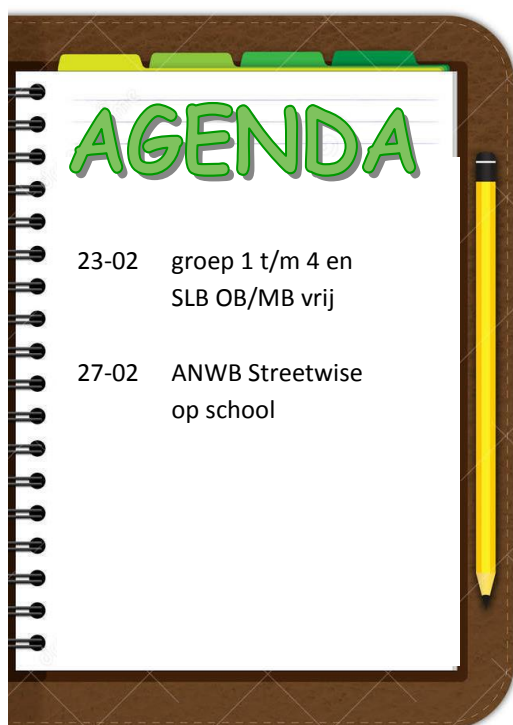 AGENDA
23-02 groep 1 t/m 4 en
SLB OB/MB vrij
27-02 ANWB Streetwise
op school